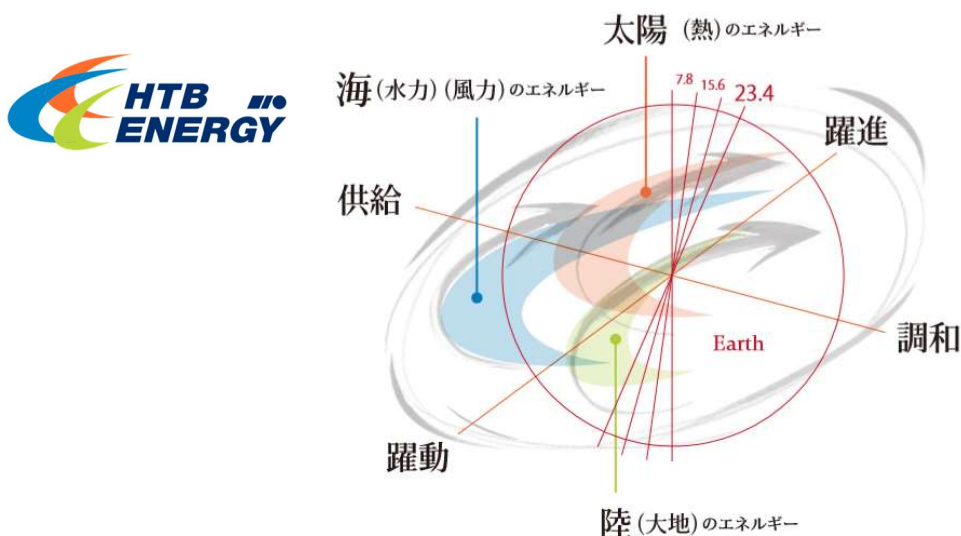 HTB
ENERGY
太陽 (熱)のエネルギー
海(水力)(風力)のエネルギー
7.8 15.6 23.4
躍進
供給
Earth
調和
躍動
陸(大地)のエネルギー